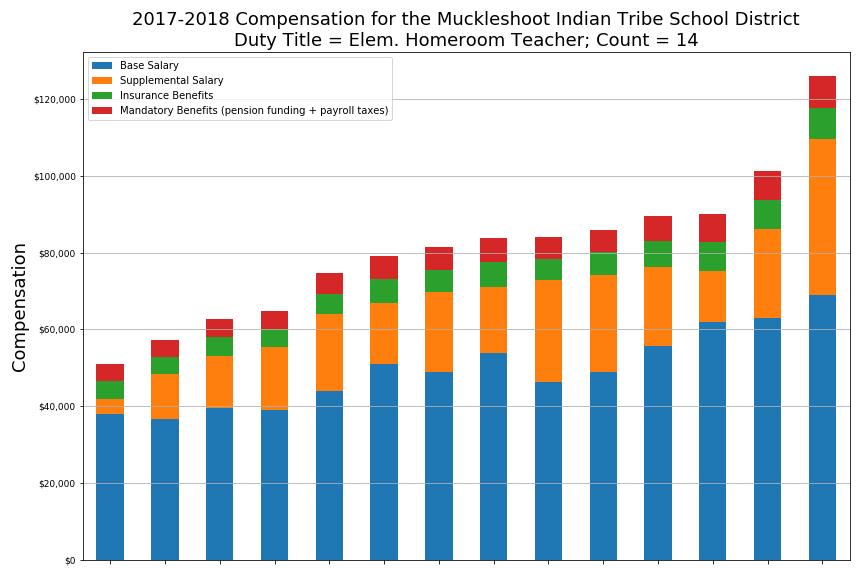 2017-2018 Compensation for the Muckleshoot Indian Tribe School District
Duty Title = Elem. Homeroom Teacher; Count = 14
Base Salary
Supplemental Salary
Insurance Benefits
Mandatory Benefits (pension funding + payroll taxes)
$120,000
$100,000
$80,000
$60,000
$40,000
$20,000
$0
Compensation